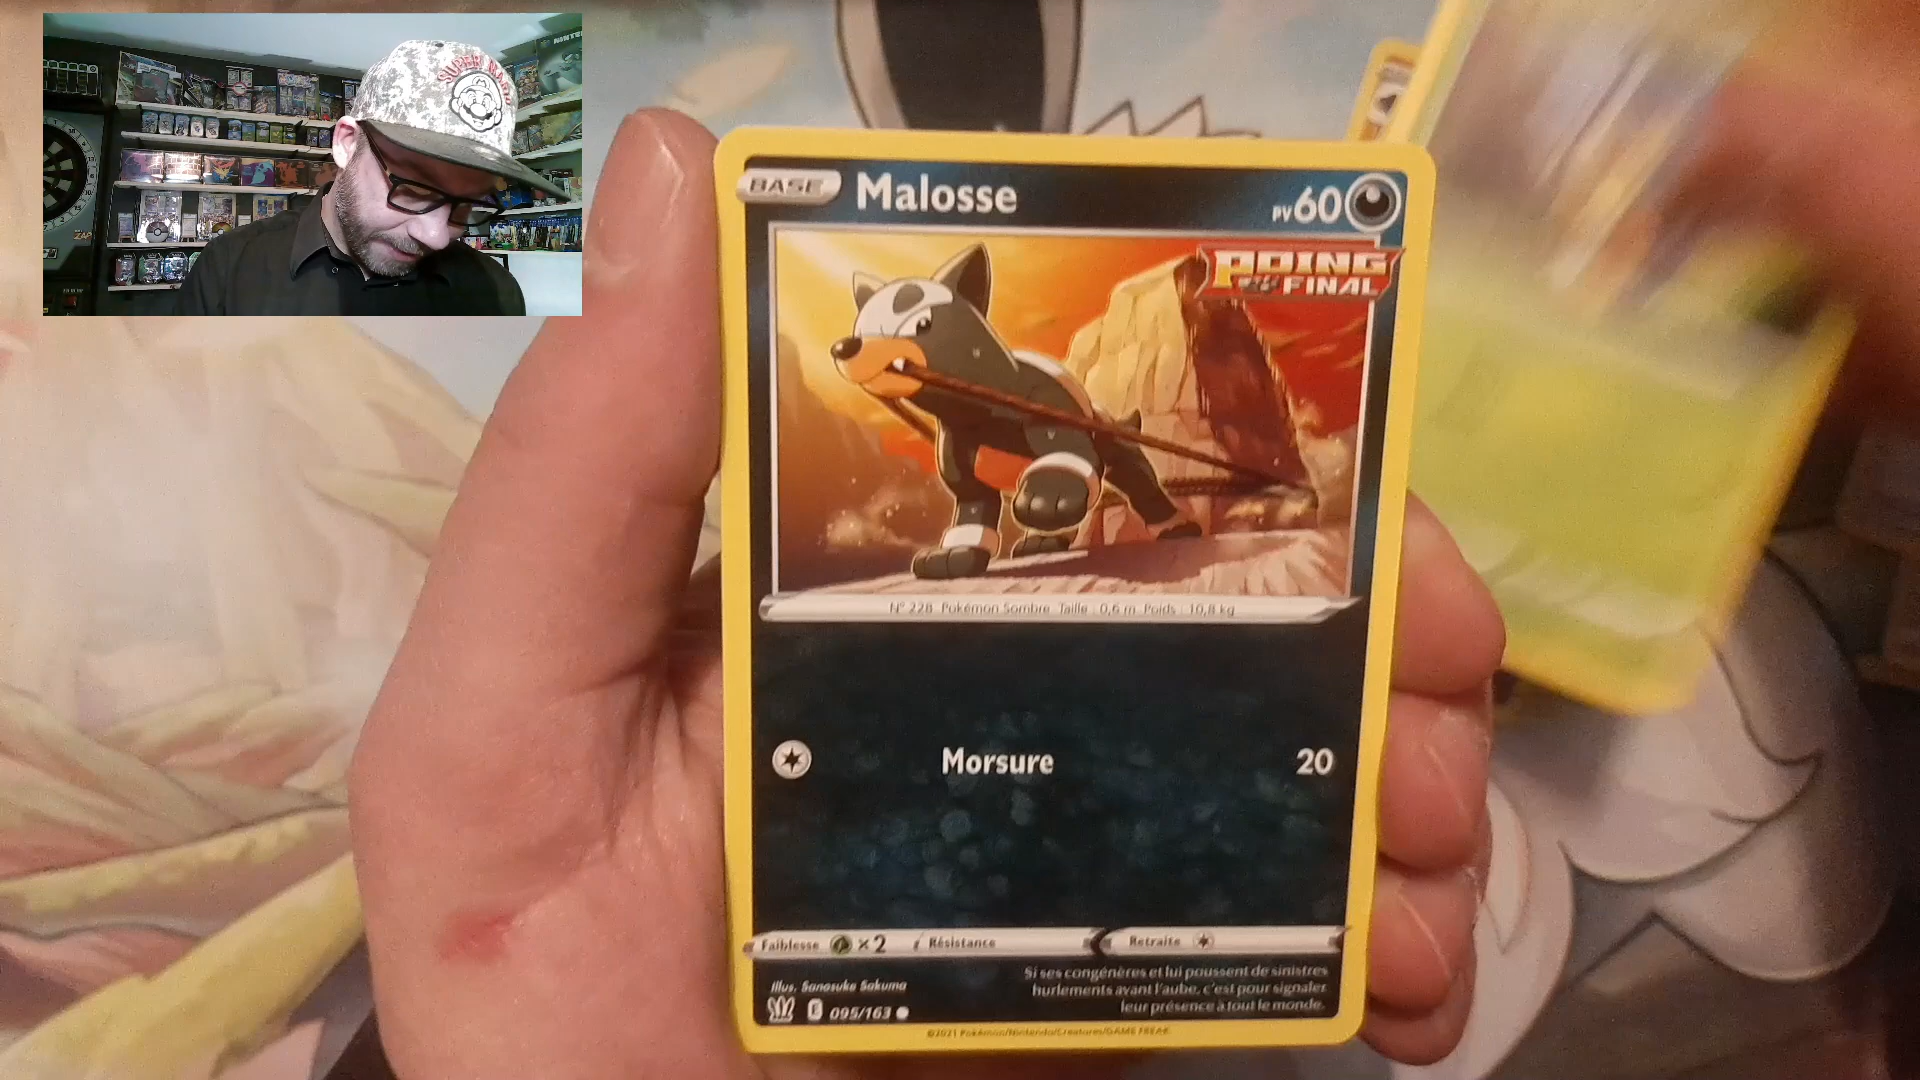 SUPER MARIO
BASE
Malosse
PV60
POING
FINAL
N° 228 Pokémon Sombre Taille : 0,6 m Poids : 10,8 kg
Morsure 20
Faiblesse ×2 Résistance Retraite
Si ses congénères et lui poussent de sinistres
hurlements avant l'aube, c'est pour signaler
leur présence à tout le monde.
Illus. Sanosuke Sakuma
E 095/163
©2021 Pokémon/Nintendo/Creatures/GAME FREAK